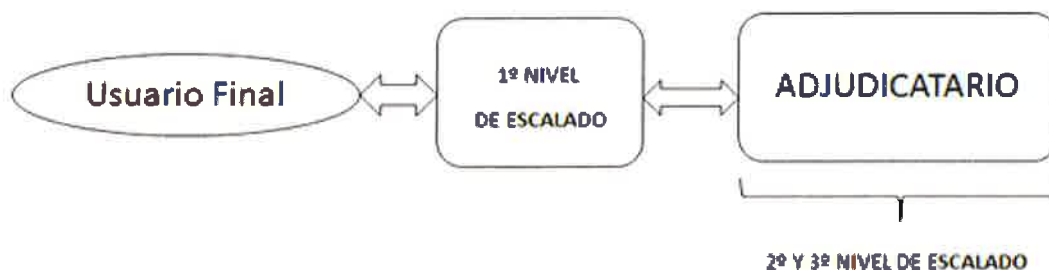 Usuario Final
1º NIVEL
DE ESCALADO
ADJUDICATARIO
2º Y 3º NIVEL DE ESCALADO